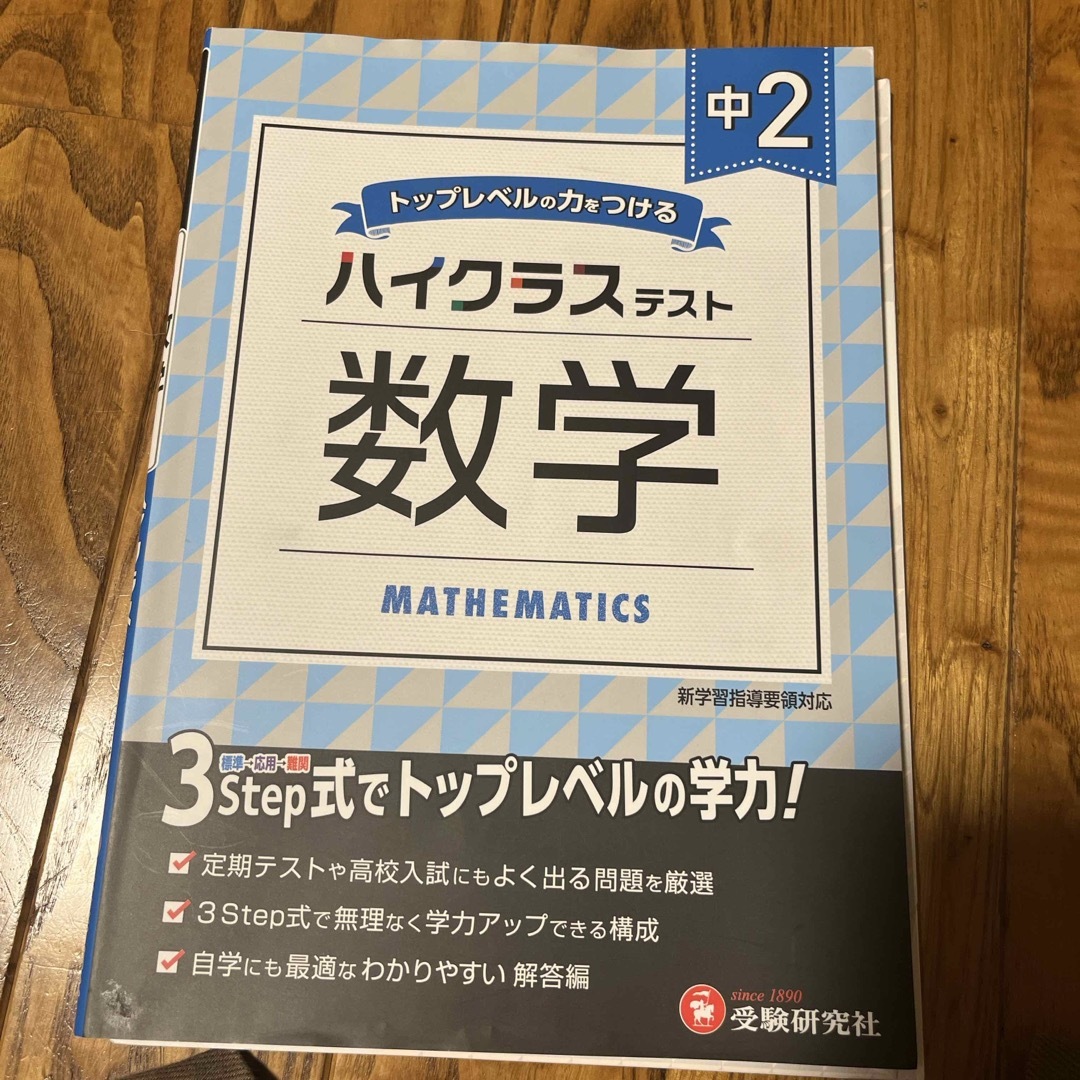 中2
トップレベルの力をつける
ハイクラステスト
数学
MATHEMATICS
新学習指導要領対応
標準→応用→難関
3Step式でトップレベルの学力!
定期テストや高校入試にもよく出る問題を厳選
3Step式で無理なく学力アップできる構成
自学にも最適なわかりやすい解答編
since 1890
受験研究社